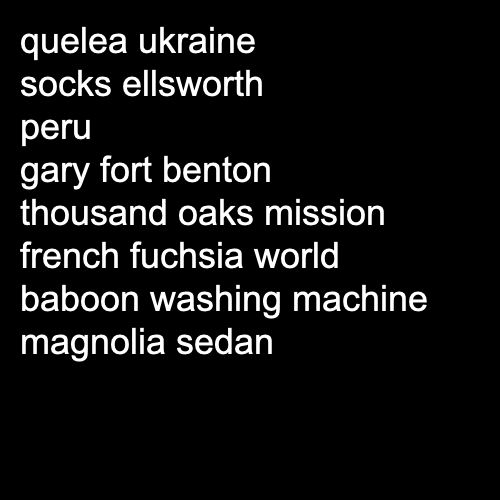 quelea ukraine
socks ellsworth
peru
gary fort benton
thousand oaks mission
french fuchsia world
baboon washing machine
magnolia sedan